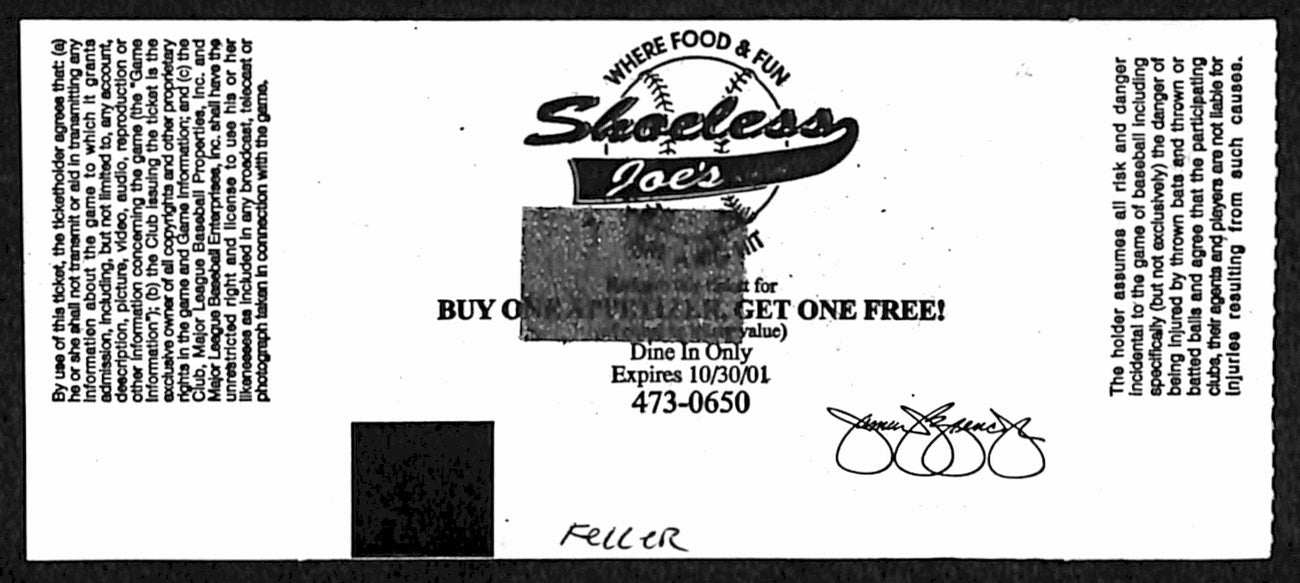 By use of this ticket, the ticketholder agrees that: (a)
he or she shall not transmit or aid in transmitting any
information about the game to which it grants
admission, including, but not limited to, any account,
description, picture, video, audio, reproduction or
other information concerning the game (the "Game
Information"); (b) the Club issuing the ticket is the
exclusive owner of all copyrights and other proprietary
rights in the game and Game Information; and (c) the
Club, Major League Baseball Properties, Inc. and
Major League Baseball Enterprises, Inc. shall have the
unrestricted right and license to use his or her
likenesses as included in any broadcast, telecast or
photograph taken in connection with the game.
WHERE FOOD & FUN
Shoeless
Joe's
for
BUY ONE APPETIZER, GET ONE FREE!
value)
Dine In Only
Expires 10/30/01
473-0650
FELLER
The holder assumes all risk and danger
incidental to the game of baseball including
specifically (but not exclusively) the danger of
being injured by thrown bats and thrown or
batted balls and agree that the participating
clubs, their agents and players are not liable for
injuries resulting from such causes.